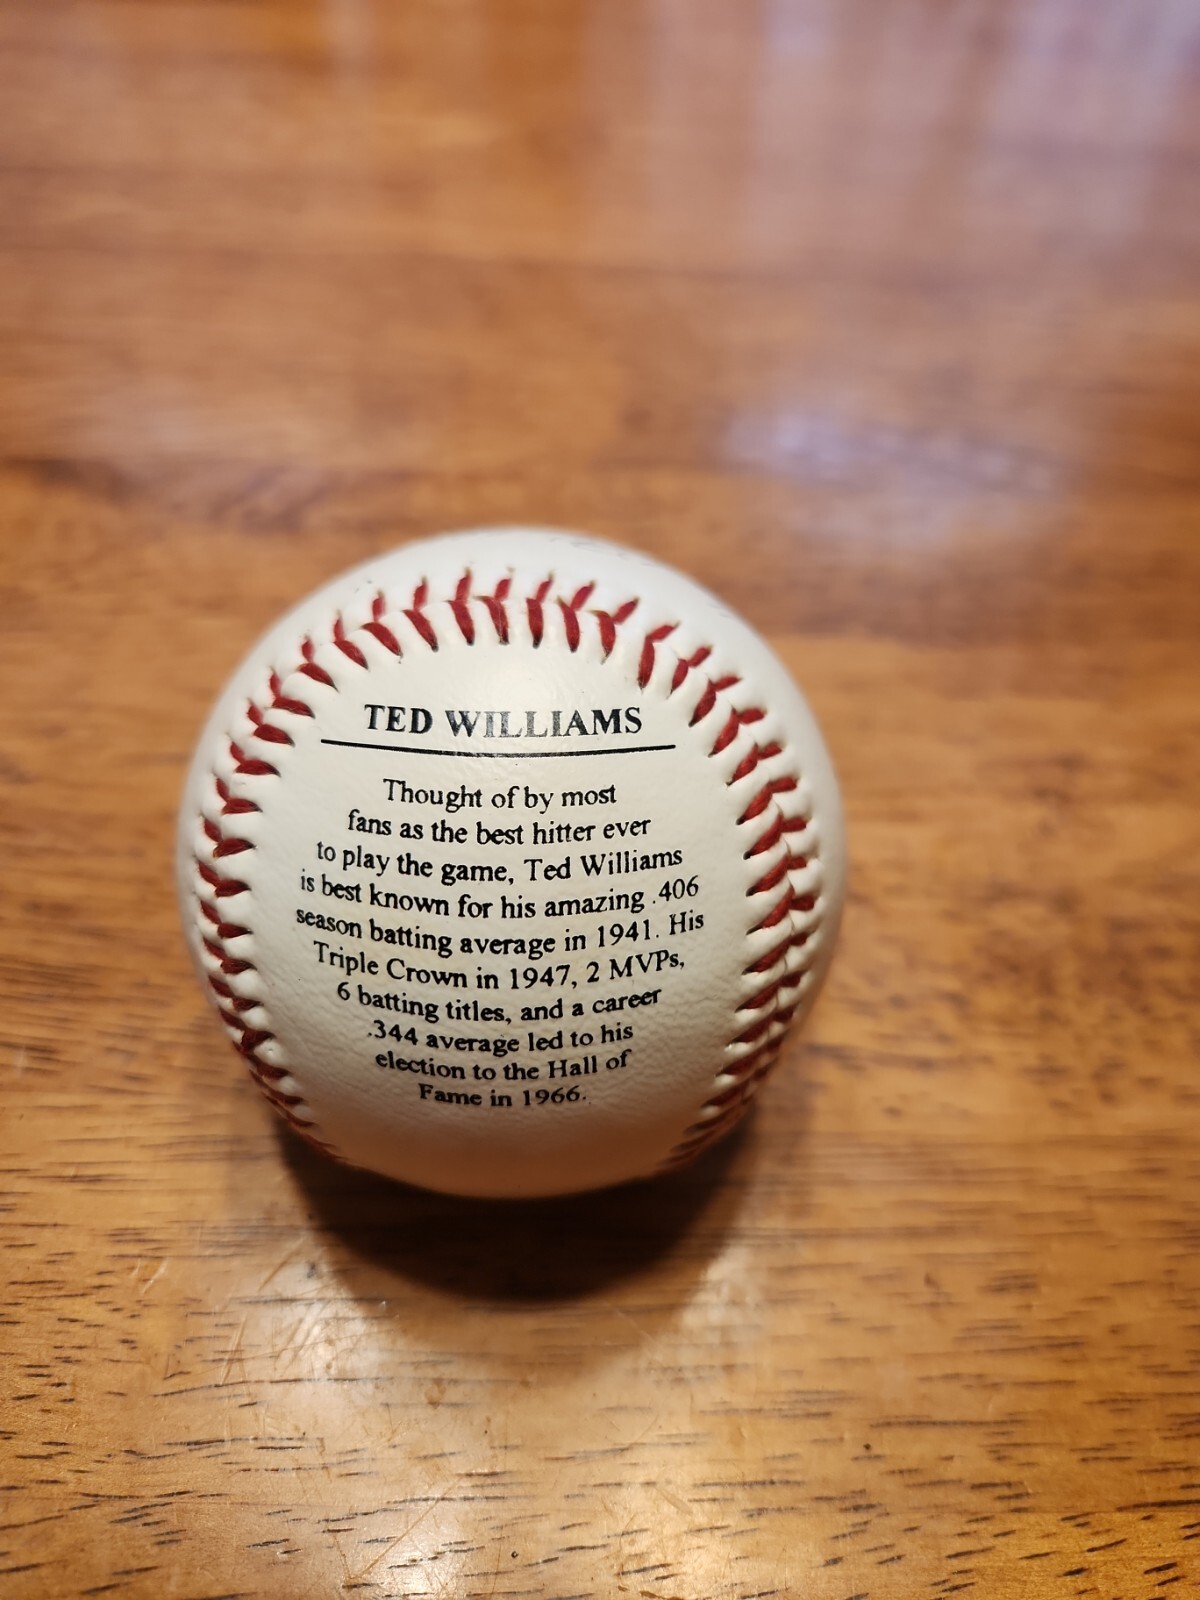 TED WILLIAMS
Thought of by most
fans as the best hitter ever
to play the game, Ted Williams
is best known for his amazing .406
season batting average in 1941. His
Triple Crown in 1947, 2 MVPs,
6 batting titles, and a career
.344 average led to his
election to the Hall of
Fame in 1966.